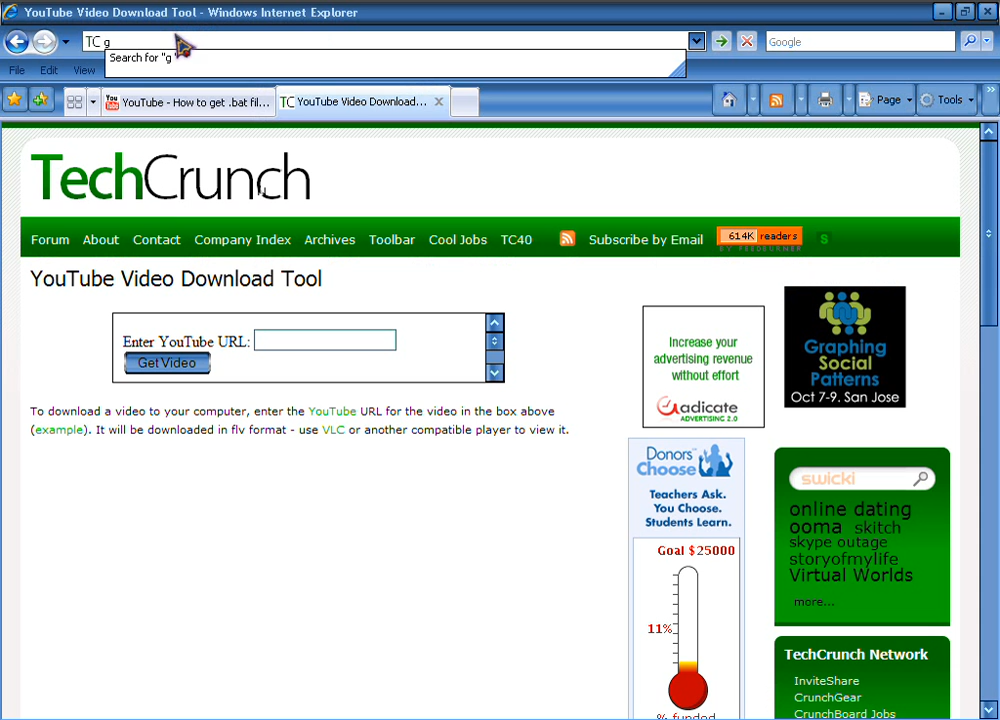 YouTube Video Download Tool - Windows Internet Explorer
TC g
Google
Search for "g"
File Edit View
YouTube - How to get .bat fil...
TC YouTube Video Download...
Page Tools
TechCrunch
Forum About Contact Company Index Archives Toolbar Cool Jobs TC40 Subscribe by Email 614K readers S
BY FEEDBURNER
YouTube Video Download Tool
Enter YouTube URL:
Get Video
To download a video to your computer, enter the YouTube URL for the video in the box above
(example). It will be downloaded in flv format - use VLC or another compatible player to view it.
Increase your
advertising revenue
without effort
adicate
ADVERTISING 2.0
Graphing
Social
Patterns
Oct 7-9. San Jose
Donors
Choose
Teachers Ask.
You Choose.
Students Learn.
Goal $25000
11%
% funded
swicki
online dating
ooma skitch
skype outage
storyofmylife
Virtual Worlds
more...
TechCrunch Network
InviteShare
CrunchGear
CrunchBoard Jobs